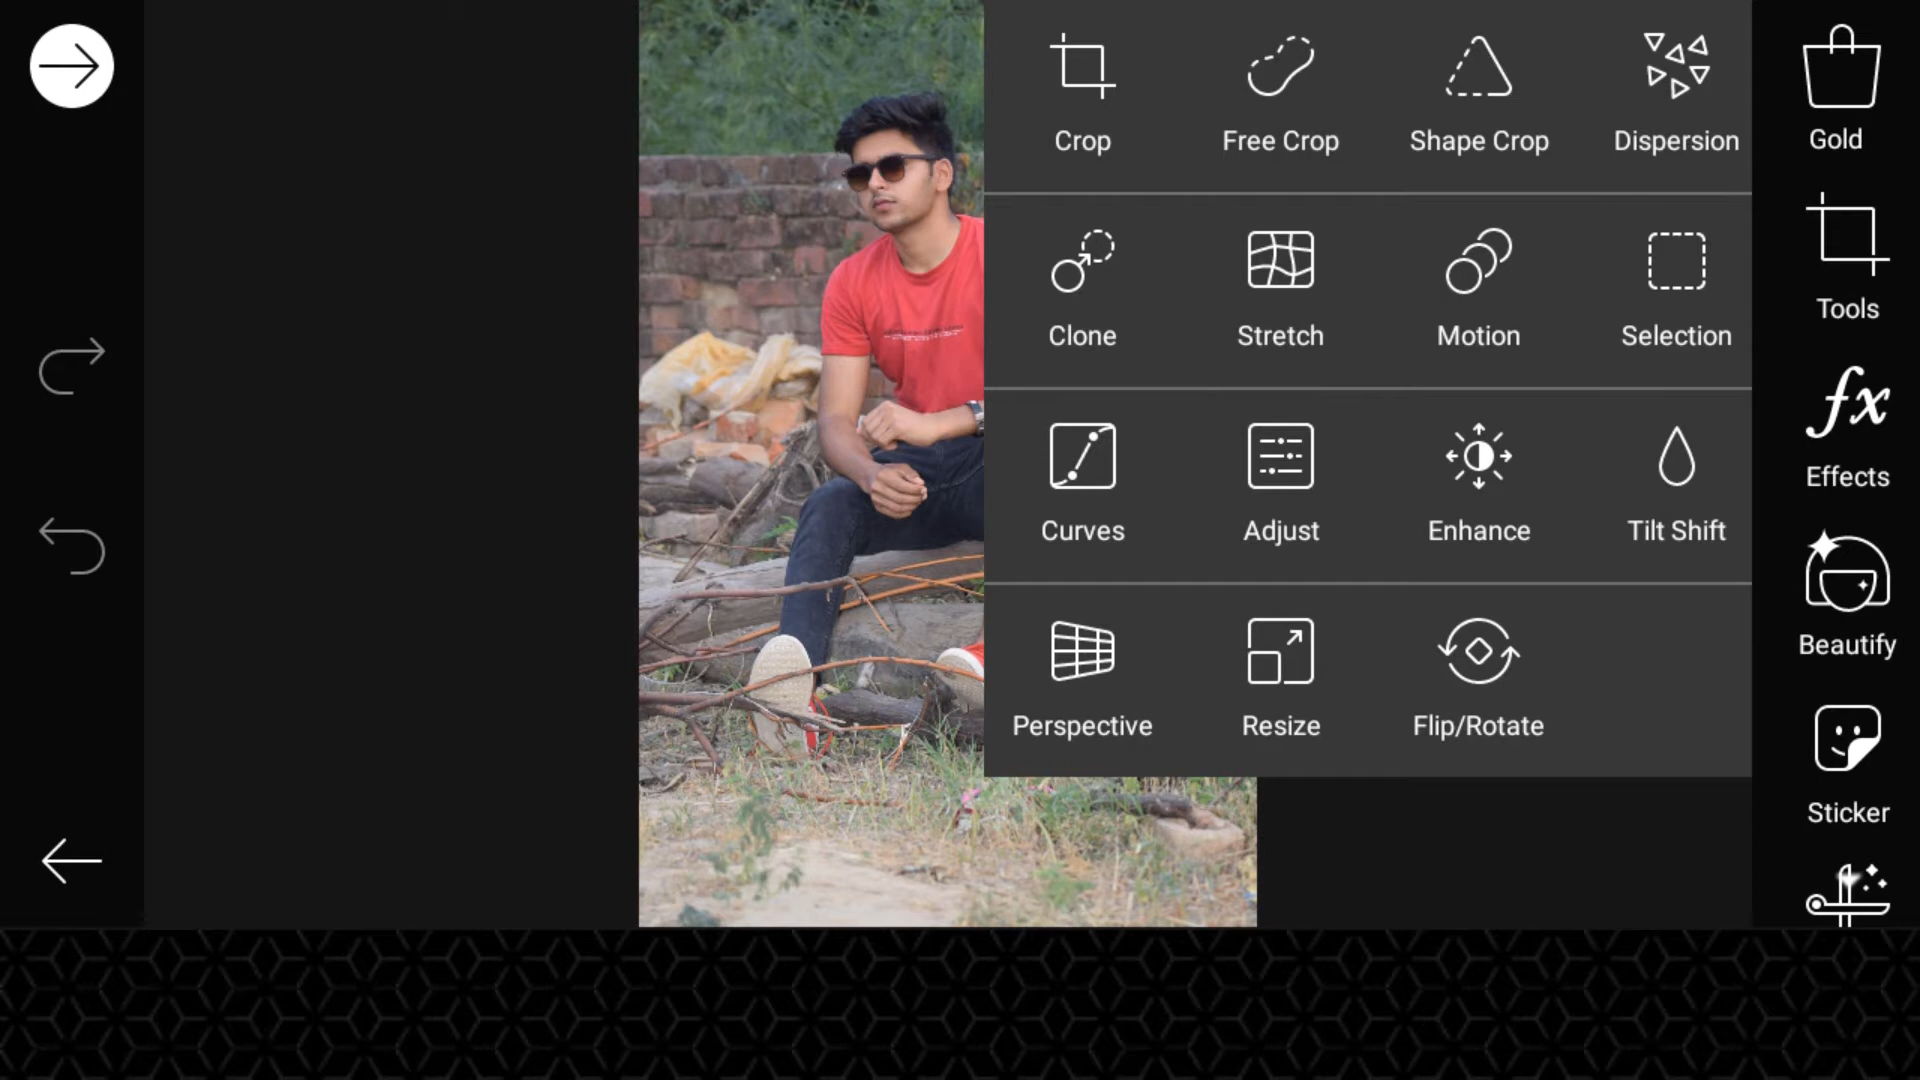 Crop
Free Crop
Shape Crop
Dispersion
Gold
Clone
Stretch
Motion
Selection
Tools
Curves
Adjust
Enhance
Tilt Shift
fx
Effects
Perspective
Resize
Flip/Rotate
Beautify
Sticker